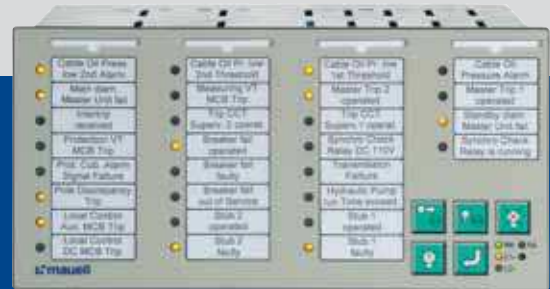 Cable Oil Press.
low 2nd Alarm
Main alarm
Master Unit fail
Intertrip
received
Protection VT
MCB Trip
Prot. Cub. Alarm
Signal Failure
Pole Discrepancy
Trip
Local Control
Aux. MCB Trip
Local Control
DC MCB Trip
Cable Oil Pr. low
2nd Threshold
Measuring VT
MCB Trip
Trip CCT
Superv. 2 operat.
Breaker fail
operated
Breaker fail
faulty
Breaker fail
out of Service
Stub 2
operated
Stub 2
faulty
Cable Oil Pr. low
1st Threshold
Master Trip 2
operated
Trip CCT
Superv. 1 operat.
Synchro Check
Relay DC 110V
Transmission
Failure
Hydraulic Pump
run Time exceed.
Stub 1
operated
Stub 1
faulty
Cable Oil
Pressure Alarm
Master Trip 1
operated
Standby alarm
Master Unit fail
Synchro Check
Relay is running
mauell